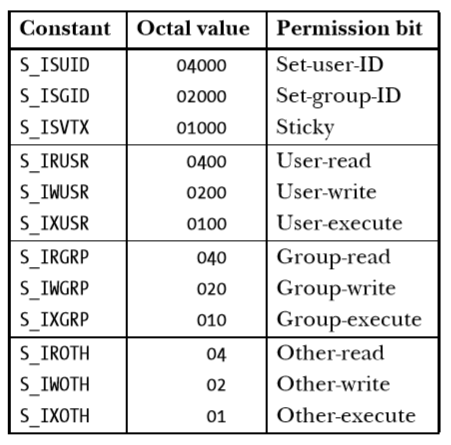 Constant Octal value Permission bit
S_ISUID 04000 Set-user-ID
S_ISGID 02000 Set-group-ID
S_ISVTX 01000 Sticky
S_IRUSR 0400 User-read
S_IWUSR 0200 User-write
S_IXUSR 0100 User-execute
S_IRGRP 040 Group-read
S_IWGRP 020 Group-write
S_IXGRP 010 Group-execute
S_IROTH 04 Other-read
S_IWOTH 02 Other-write
S_IXOTH 01 Other-execute